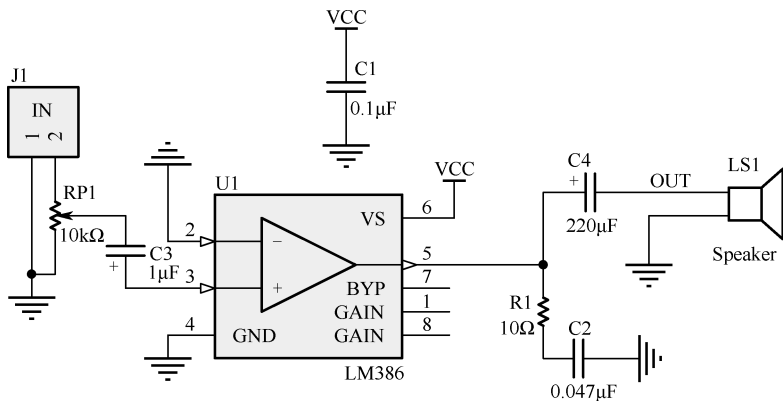 VCC
C1
0.1μF
J1
IN
1
2
RP1
10kΩ
C3
+
1μF
U1
VCC
2
VS
6
−
3
+
5
BYP
7
GAIN
1
4
GND
GAIN
8
LM386
C4
+
220μF
OUT
LS1
Speaker
R1
10Ω
C2
0.047μF